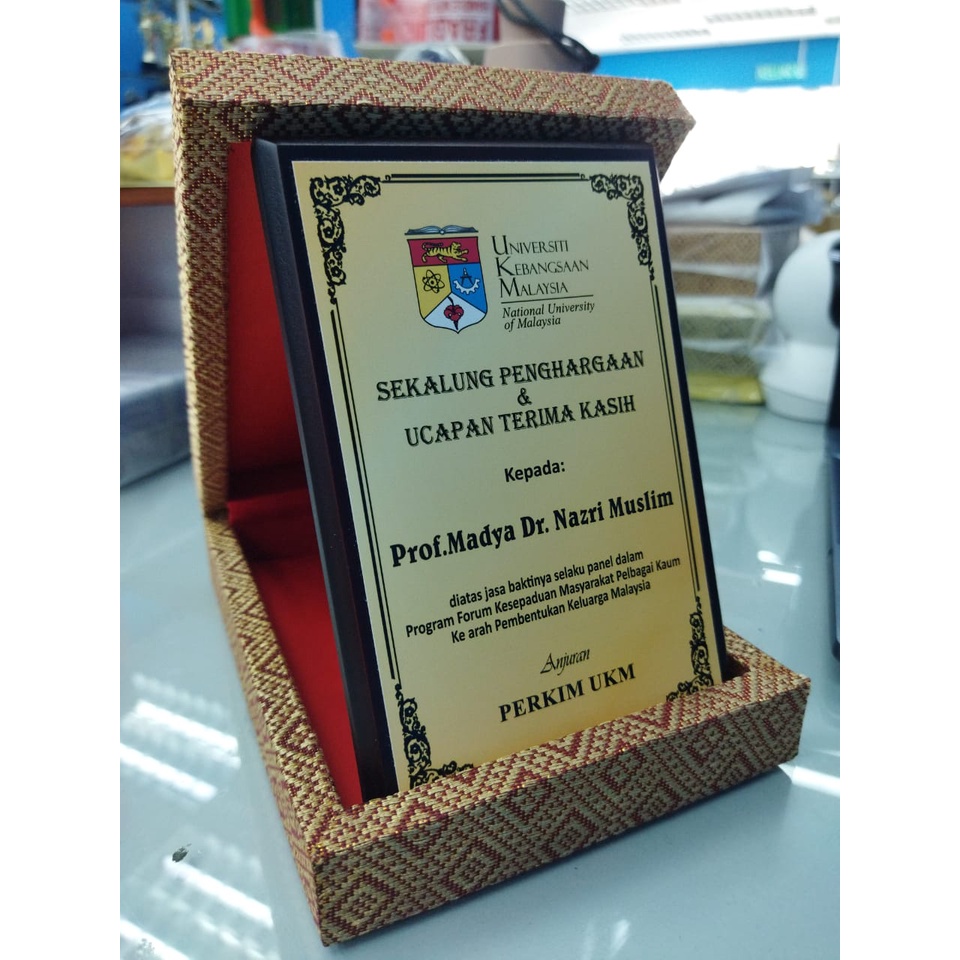 UNIVERSITI
KEBANGSAAN
MALAYSIA
National University
of Malaysia
SEKALUNG PENGHARGAAN
&
UCAPAN TERIMA KASIH
Kepada:
Prof.Madya Dr. Nazri Muslim
diatas jasa baktinya selaku panel dalam
Program Forum Kesepaduan Masyarakat Pelbagai Kaum
Ke arah Pembentukan Keluarga Malaysia
Anjuran
PERKIM UKM